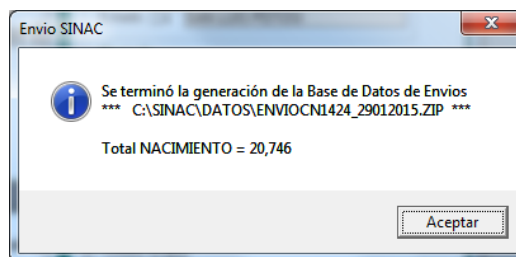 Envio SINAC
Se terminó la generación de la Base de Datos de Envios
*** C:\SINAC\DATOS\ENVIOCN1424_29012015.ZIP ***
Total NACIMIENTO = 20,746
Aceptar